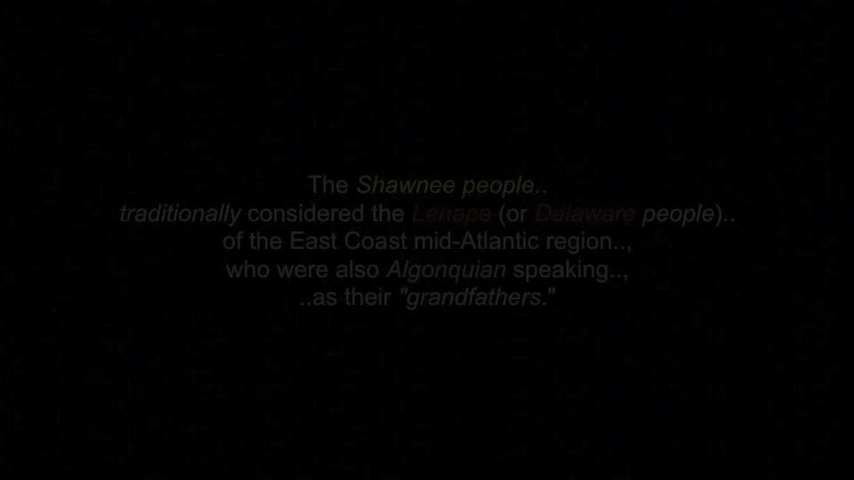 The Shawnee people..
traditionally considered the Lenape (or Delaware people)..
of the East Coast mid-Atlantic region..,
who were also Algonquian speaking..,
..as their "grandfathers."